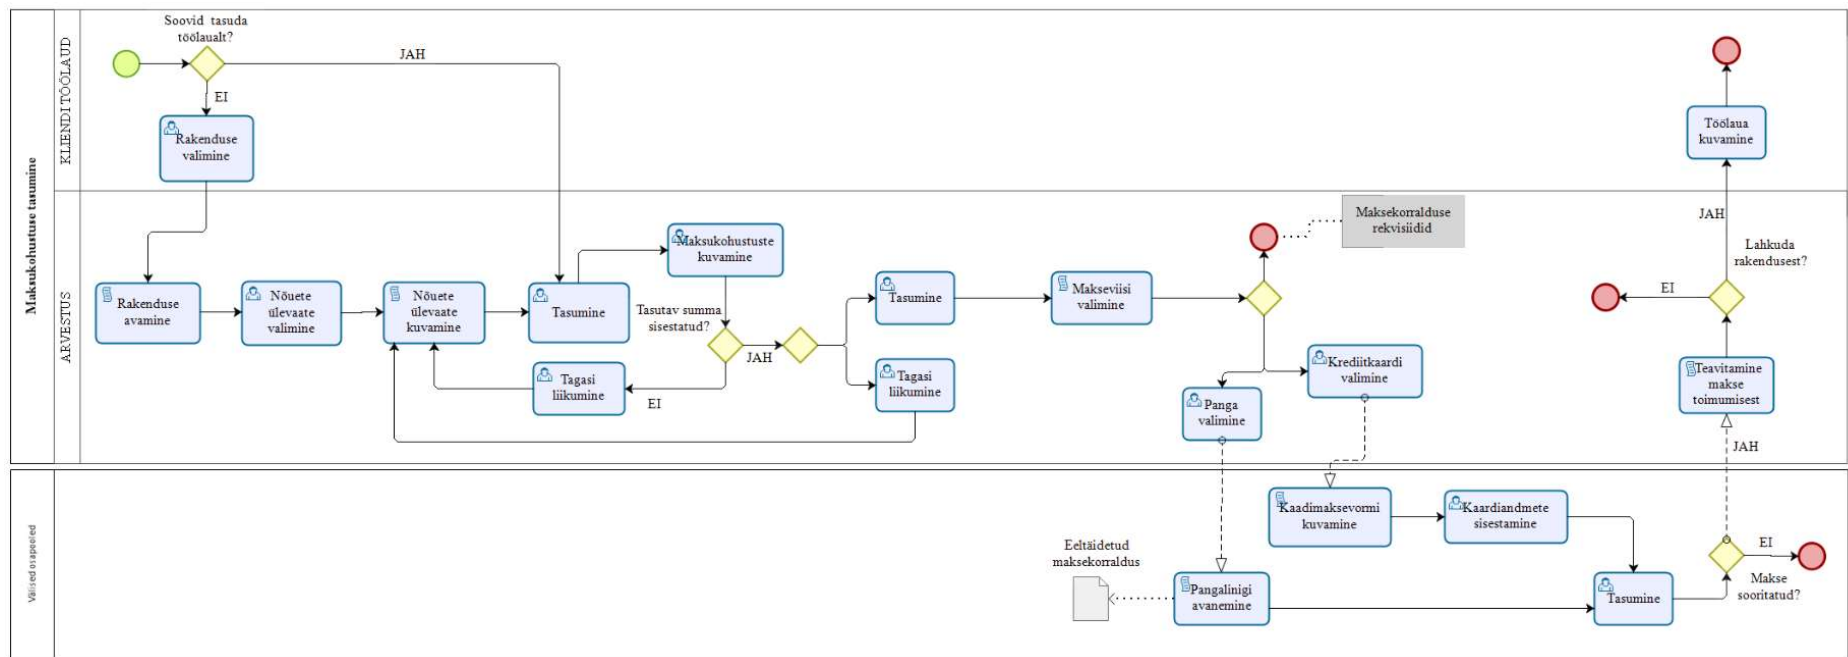 Maksukohustuse tasumine
KLIENDI TÖÖLAUD
Soovid tasuda
töölaualt?
JAH
EI
Rakenduse
valimine
Töölaua
kuvamine
ARVESTUS
Rakenduse
avamine
Nõuete
ülevaate
valimine
Nõuete
ülevaate
kuvamine
Tasumine
Maksukohustuste
kuvamine
Tasutav summa
sisestatud?
JAH
EI
Tagasi
liikumine
Tasumine
Tagasi
liikumine
Makseviisi
valimine
Maksekorralduse
rekvisiidid
Panga
valimine
Krediitkaardi
valimine
JAH
Lahkuda
rakendusest?
EI
Teavitamine
makse
toimumisest
JAH
Välised osapooled
Eeltäidetud
maksekorraldus
Pangalinigi
avanemine
Kaadimaksevormi
kuvamine
Kaardiandmete
sisestamine
Tasumine
EI
Makse
sooritatud?